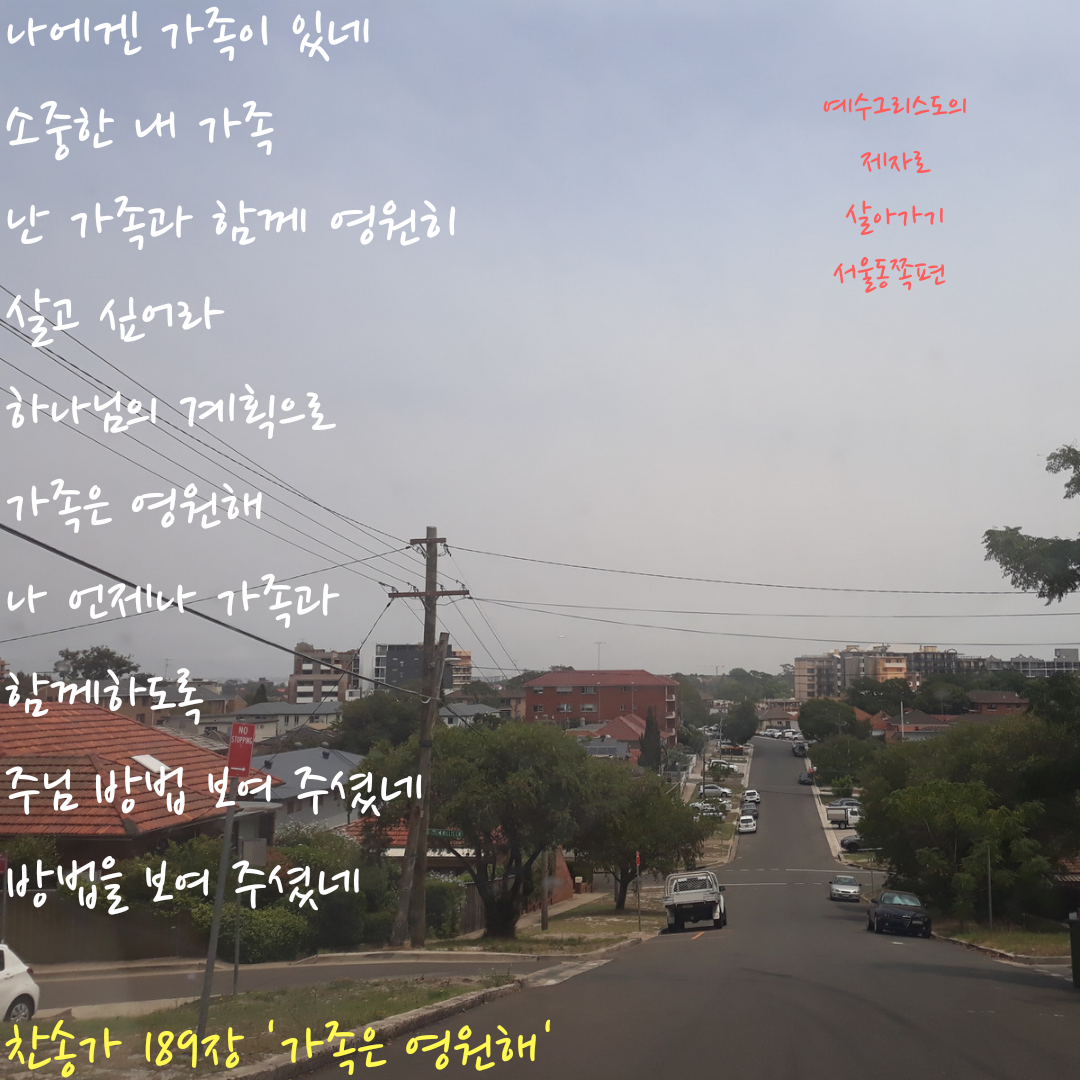 나에겐 가족이 있네
소중한 내 가족
난 가족과 함께 영원히
살고 싶어라
하나님의 계획으로
가족은 영원해
나 언제나 가족과
함께하도록
주님 방법 보여 주셨네
방법을 보여 주셨네
찬송가 189장 '가족은 영원해'
예수그리스도의
제자로
살아가기
서울동쪽편
NO
STOPPING